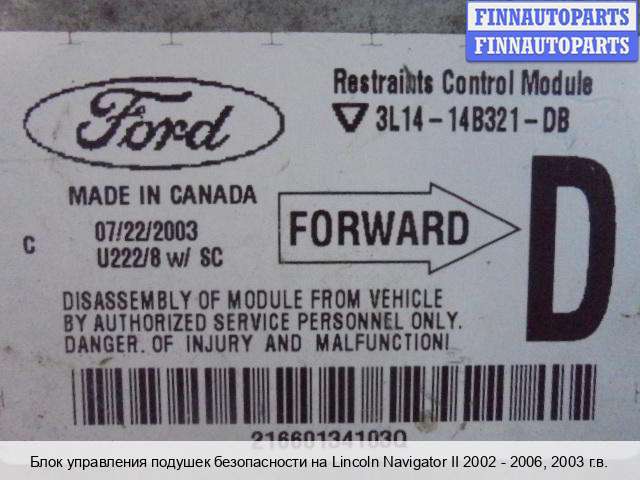 FINNAUTOPARTS
FINNAUTOPARTS
Ford
Restraints Control Module
3L14-14B321-DB
MADE IN CANADA
07/22/2003
C
U222/8 w/ SC
FORWARD
D
DISASSEMBLY OF MODULE FROM VEHICLE
BY AUTHORIZED SERVICE PERSONNEL ONLY.
DANGER. OF INJURY AND MALFUNCTION!
21660134103Q
Блок управления подушек безопасности на Lincoln Navigator II 2002 - 2006, 2003 г.в.